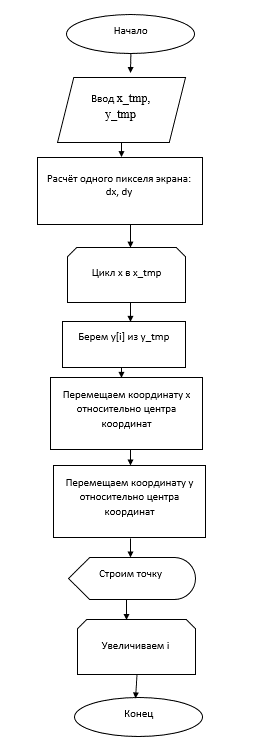 Начало
Ввод x_tmp,
y_tmp
Расчёт одного пикселя экрана:
dx, dy
Цикл x в x_tmp
Берем y[i] из y_tmp
Перемещаем координату x
относительно центра
координат
Перемещаем координату y
относительно центра
координат
Строим точку
Увеличиваем i
Конец